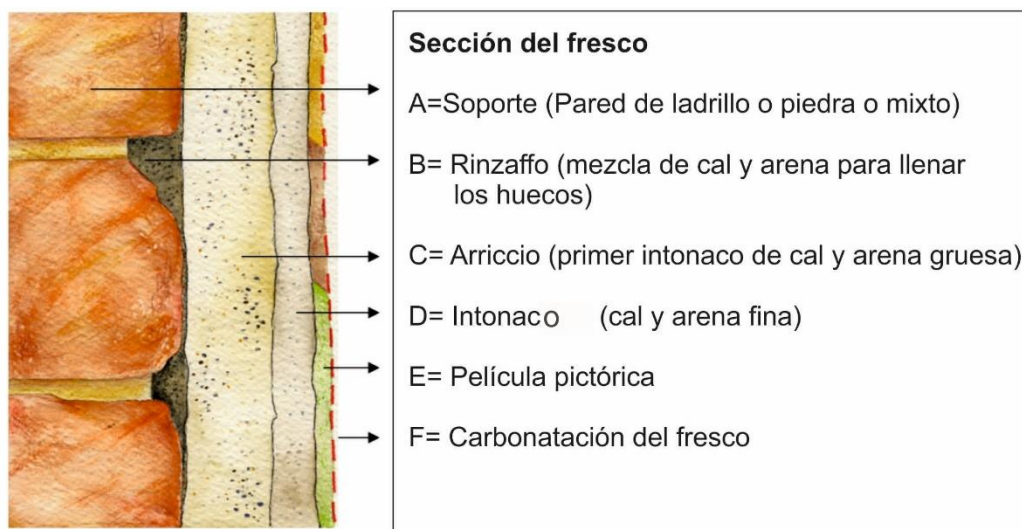 Sección del fresco
A=Soporte (Pared de ladrillo o piedra o mixto)
B= Rinzaffo (mezcla de cal y arena para llenar
los huecos)
C= Arriccio (primer intonaco de cal y arena gruesa)
D= Intonaco (cal y arena fina)
E= Película pictórica
F= Carbonatación del fresco